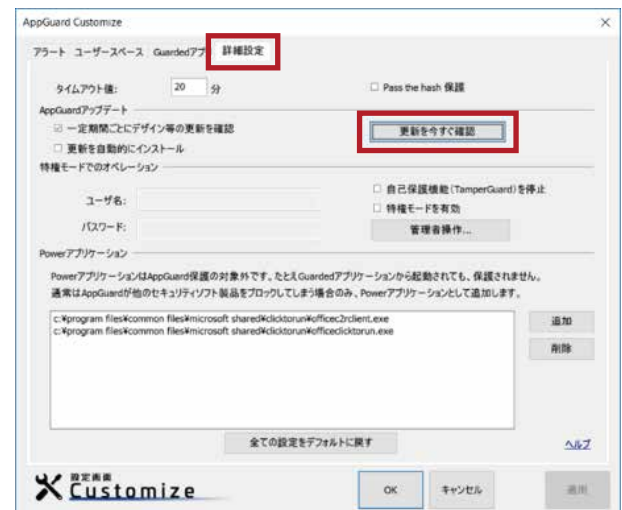 AppGuard Customize
アラート ユーザースペース Guardedアプリ 詳細設定
タイムアウト値: 20 分 Pass the hash 保護
AppGuardアップデート
一定期間ごとにデザイン等の更新を確認 更新を今すぐ確認
更新を自動的にインストール
特権モードでのオペレーション
自己保護機能(TamperGuard)を停止
ユーザ名:
特権モードを有効
パスワード: 管理者操作...
Powerアプリケーション
PowerアプリケーションはAppGuard保護の対象外です。たとえGuardedアプリケーションから起動されても、保護されません。
通常はAppGuardが他のセキュリティソフト製品をブロックしてしまう場合のみ、Powerアプリケーションとして追加します。
c:¥program files¥common files¥microsoft shared¥clicktorun¥officec2rclient.exe 追加
c:¥program files¥common files¥microsoft shared¥clicktorun¥officeclicktorun.exe
削除
全ての設定をデフォルトに戻す ヘルプ
設定画面
Customize OK キャンセル 適用